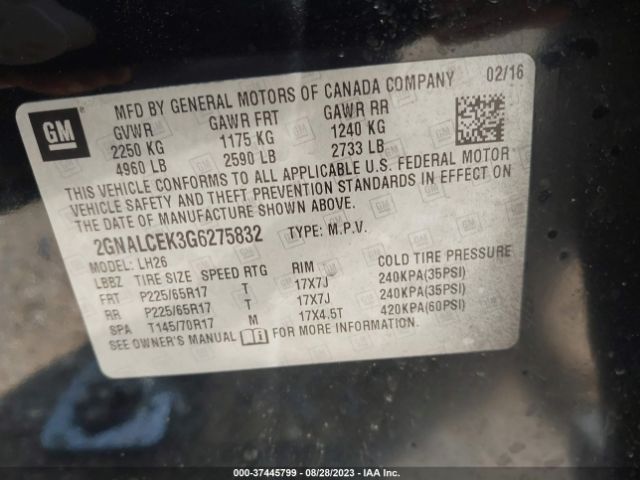 GM
MFD BY GENERAL MOTORS OF CANADA COMPANY 02/16
GVWR GAWR FRT GAWR RR
2250 KG 1175 KG 1240 KG
4960 LB 2590 LB 2733 LB
THIS VEHICLE CONFORMS TO ALL APPLICABLE U.S. FEDERAL MOTOR
VEHICLE SAFETY AND THEFT PREVENTION STANDARDS IN EFFECT ON
THE DATE OF MANUFACTURE SHOWN ABOVE.
2GNALCEK3G6275832 TYPE: M.P.V.
MODEL: LH26
LBBZ TIRE SIZE SPEED RTG RIM COLD TIRE PRESSURE
FRT P225/65R17 T 17X7J 240KPA(35PSI)
RR P225/65R17 T 17X7J 240KPA(35PSI)
SPA T145/70R17 M 17X4.5T 420KPA(60PSI)
SEE OWNER'S MANUAL FOR MORE INFORMATION.
000-37445799 - 08/28/2023 - IAA Inc.